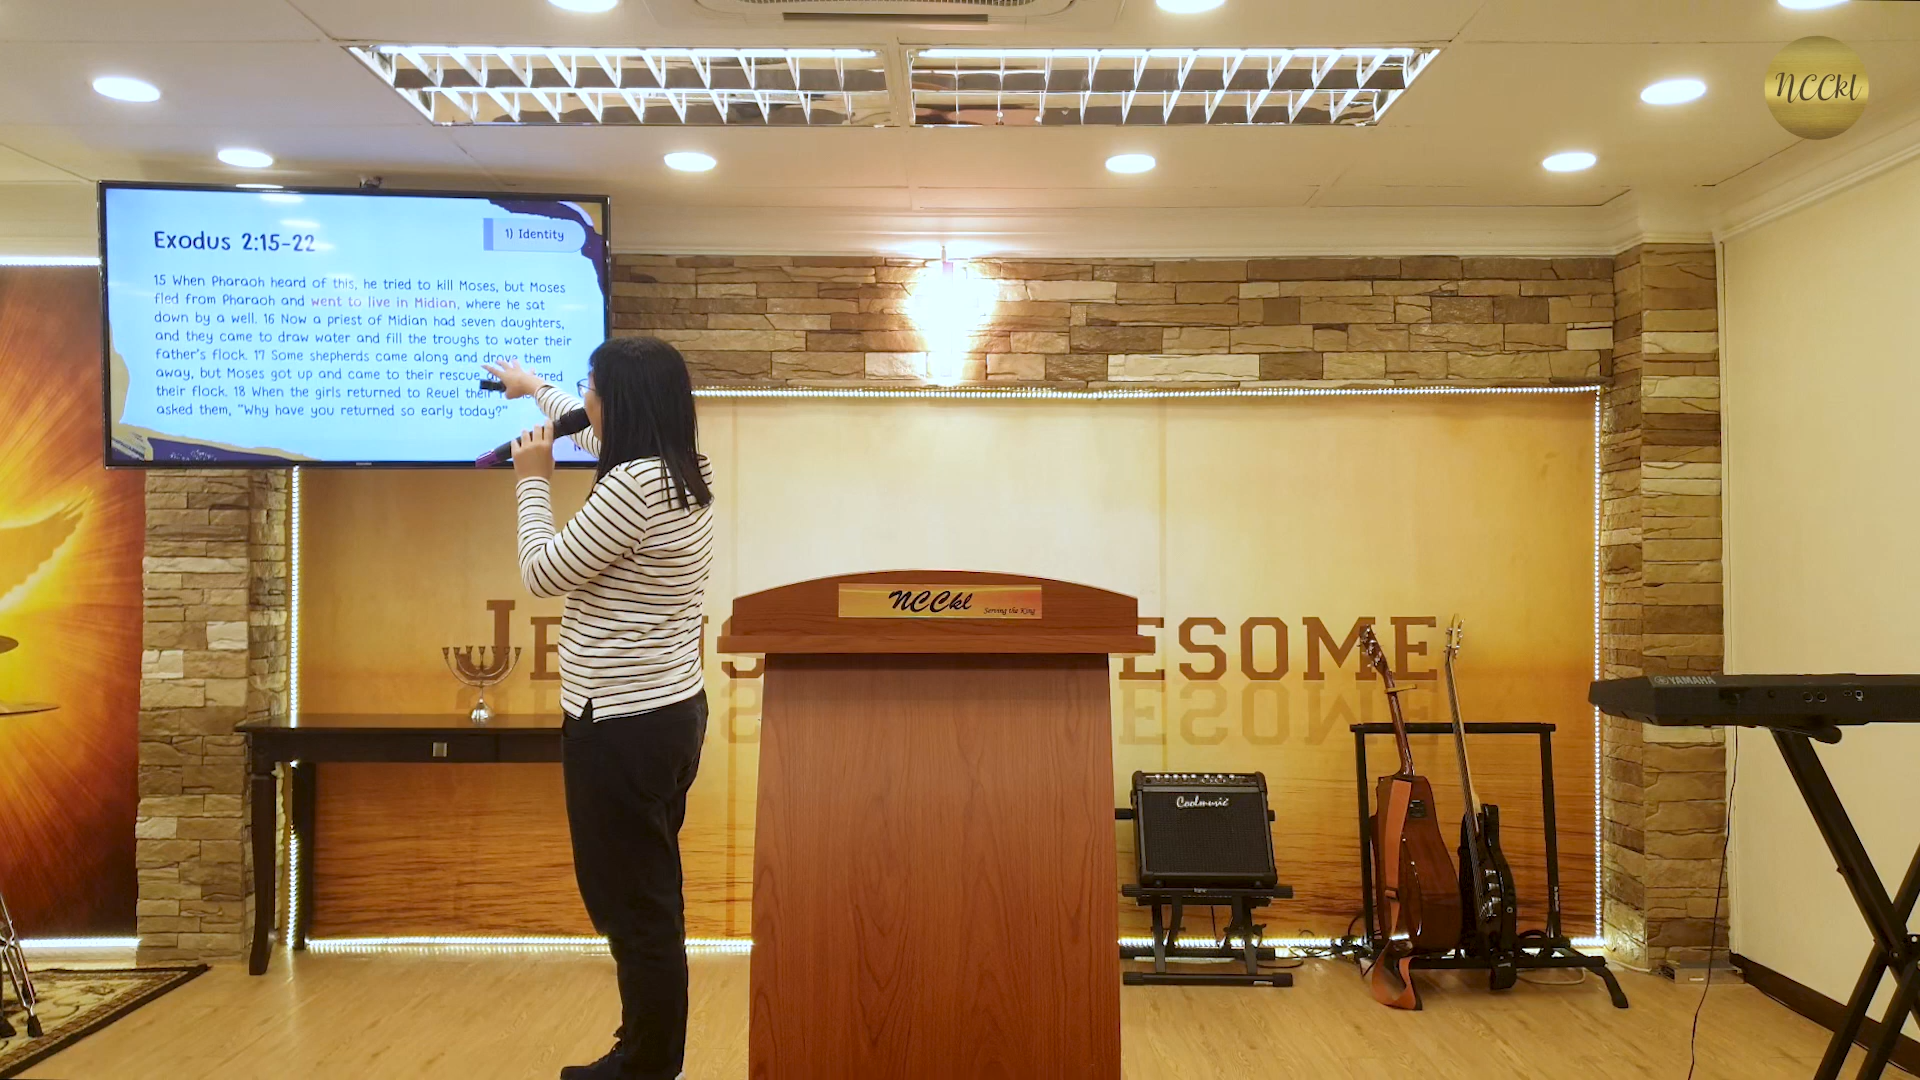 NCCkl
Exodus 2:15-22
1) Identity
15 When Pharaoh heard of this, he tried to kill Moses, but Moses
fled from Pharaoh and went to live in Midian, where he sat
down by a well. 16 Now a priest of Midian had seven daughters,
and they came to draw water and fill the troughs to water their
father's flock. 17 Some shepherds came along and drove them
away, but Moses got up and came to their rescue
their flock. 18 When the girls returned to Reuel their
asked them, "Why have you returned so early today?"
NCCkl
Serving the King
YAMAHA
Coolmusic